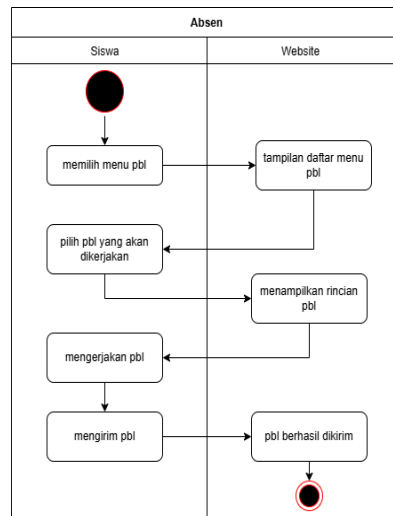 Absen
Siswa
Website
memilih menu pbl
tampilan daftar menu
pbl
pilih pbl yang akan
dikerjakan
menampilkan rincian
pbl
mengerjakan pbl
mengirim pbl
pbl berhasil dikirim